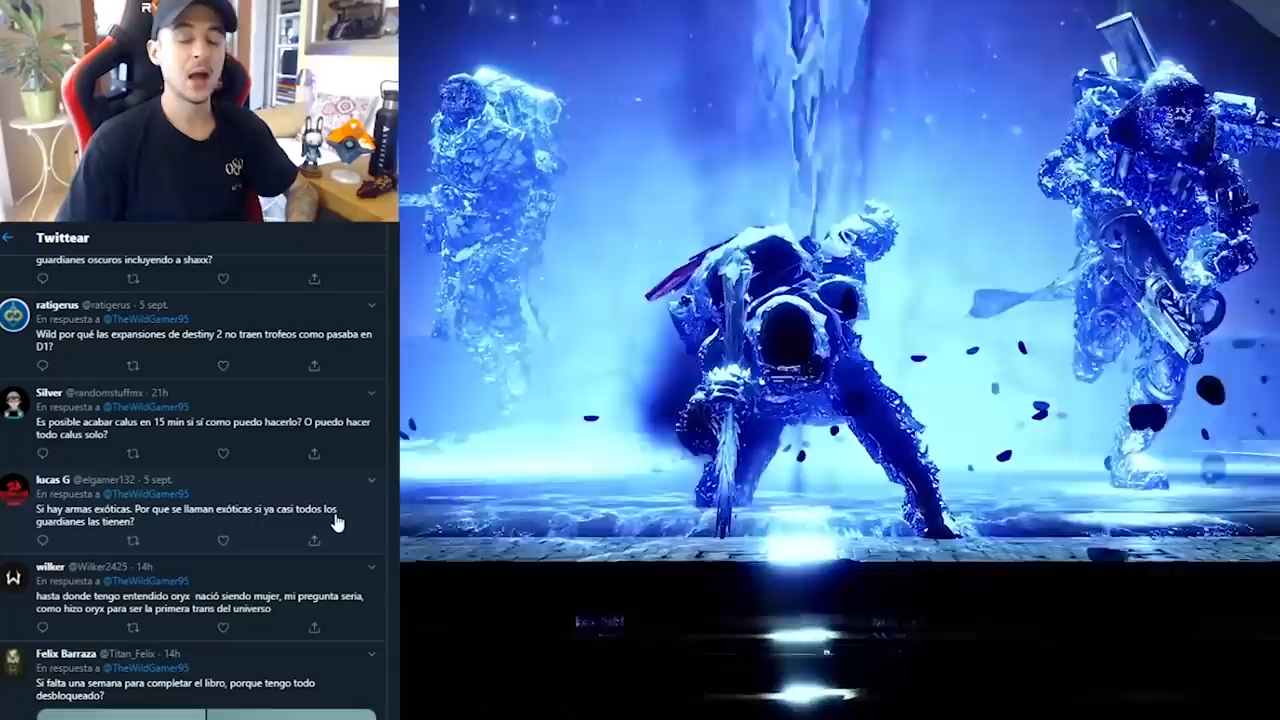 Twittear
guardianes oscuros incluyendo a shaxx?
ratigerus @ratigerus · 5 sept.
En respuesta a @TheWildGamer95
Wild por qué las expansiones de destiny 2 no traen trofeos como pasaba en
D1?
Silver @randomstuffmx · 21h
En respuesta a @TheWildGamer95
Es posible acabar calus en 15 min si sí como puedo hacerlo? O puedo hacer
todo calus solo?
lucas G @elgamer132 · 5 sept.
En respuesta a @TheWildGamer95
Si hay armas exóticas. Por que se llaman exóticas si ya casi todos los
guardianes las tienen?
wilker @Wilker2425 · 14h
En respuesta a @TheWildGamer95
hasta donde tengo entendido oryx nació siendo mujer, mi pregunta seria,
como hizo oryx para ser la primera trans del universo
Felix Barraza @Titan_Felix · 14h
En respuesta a @TheWildGamer95
Si falta una semana para completar el libro, porque tengo todo
desbloqueado?